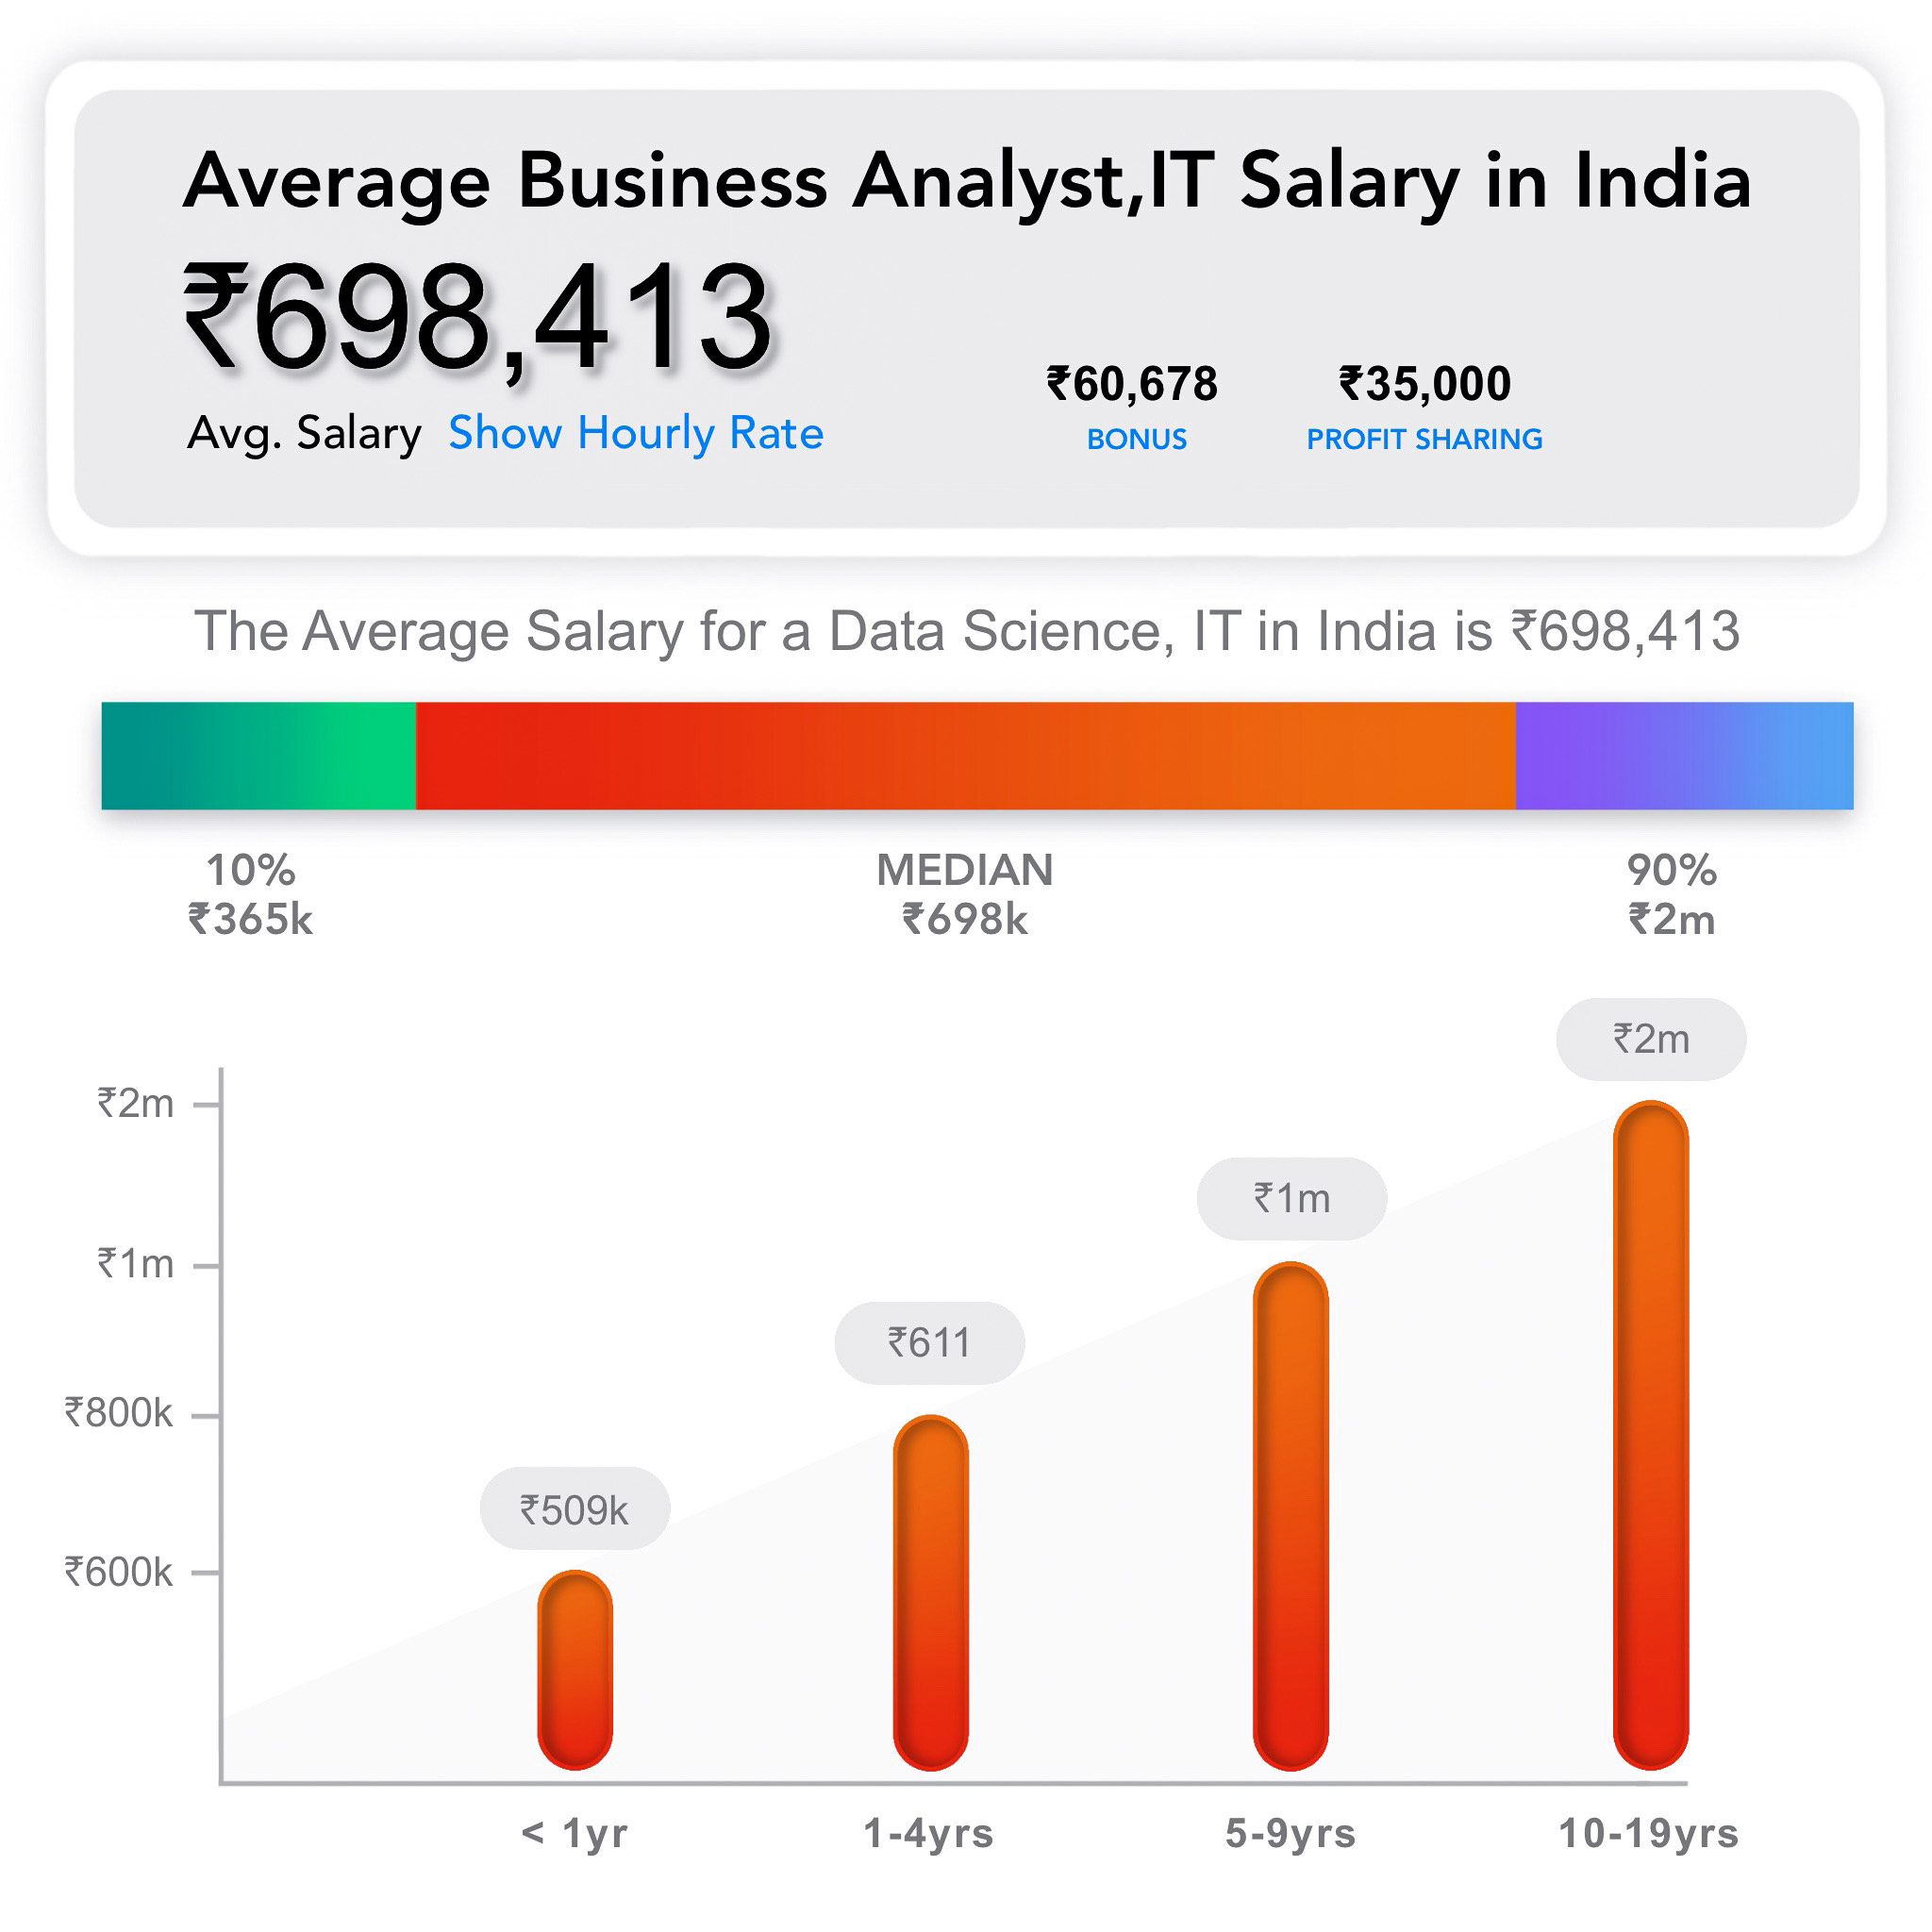 Average Business Analyst,IT Salary in India
₹698,413
Avg. Salary Show Hourly Rate
₹60,678
BONUS
₹35,000
PROFIT SHARING
The Average Salary for a Data Science, IT in India is ₹698,413
10%
₹365k
MEDIAN
₹698k
90%
₹2m
₹2m
₹1m
₹800k
₹600k
₹509k
₹611
₹1m
₹2m
< 1yr
1-4yrs
5-9yrs
10-19yrs